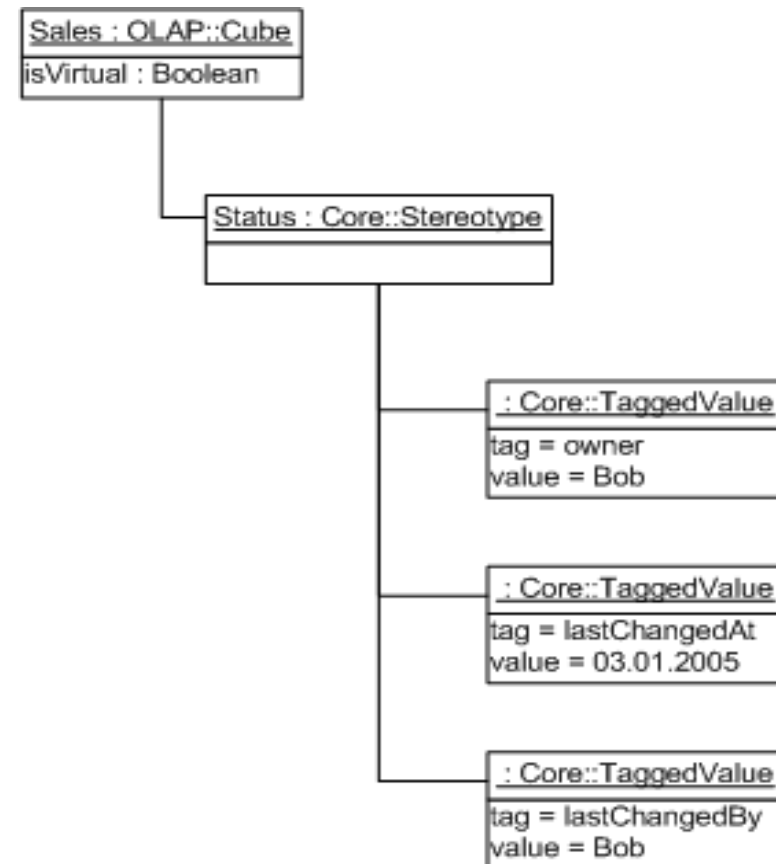 Sales : OLAP::Cube
isVirtual : Boolean
Status : Core::Stereotype
: Core::TaggedValue
tag = owner
value = Bob
: Core::TaggedValue
tag = lastChangedAt
value = 03.01.2005
: Core::TaggedValue
tag = lastChangedBy
value = Bob